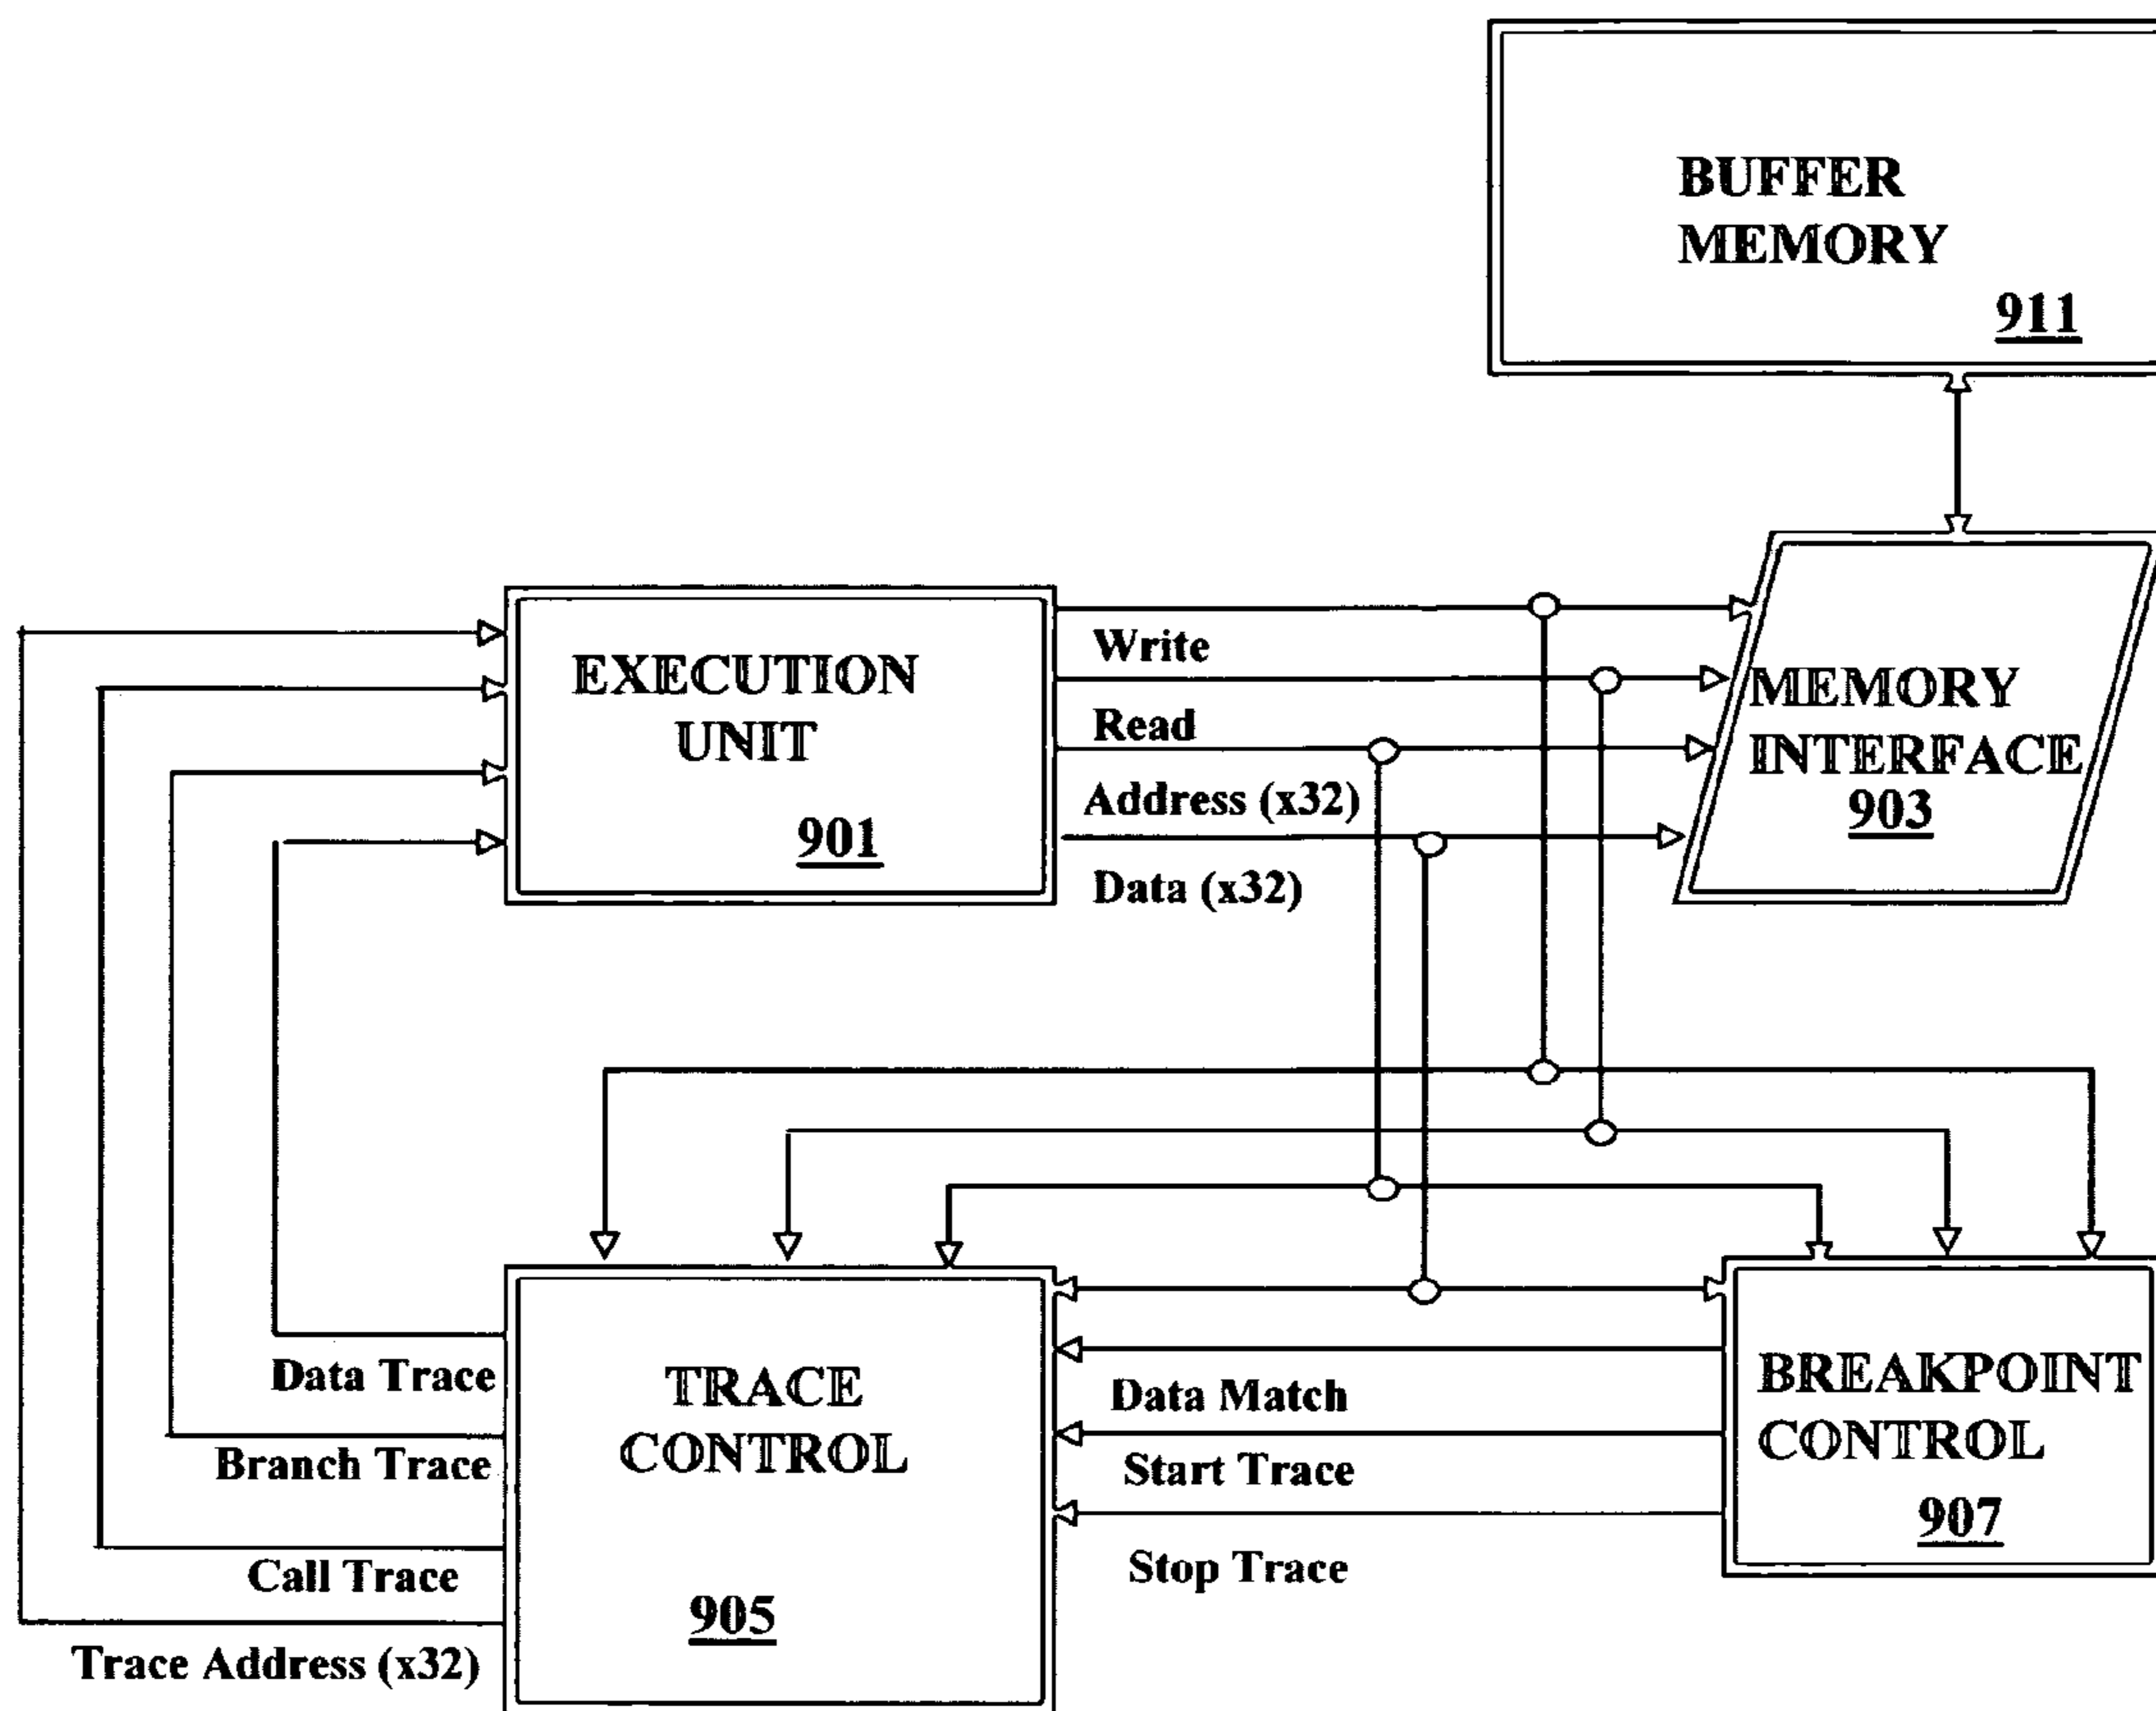 BUFFER
MEMORY
911
EXECUTION
UNIT
901
Write
Read
Address (x32)
Data (x32)
MEMORY
INTERFACE
903
Data Trace
Branch Trace
Call Trace
Trace Address (x32)
TRACE
CONTROL
905
Data Match
Start Trace
Stop Trace
BREAKPOINT
CONTROL
907